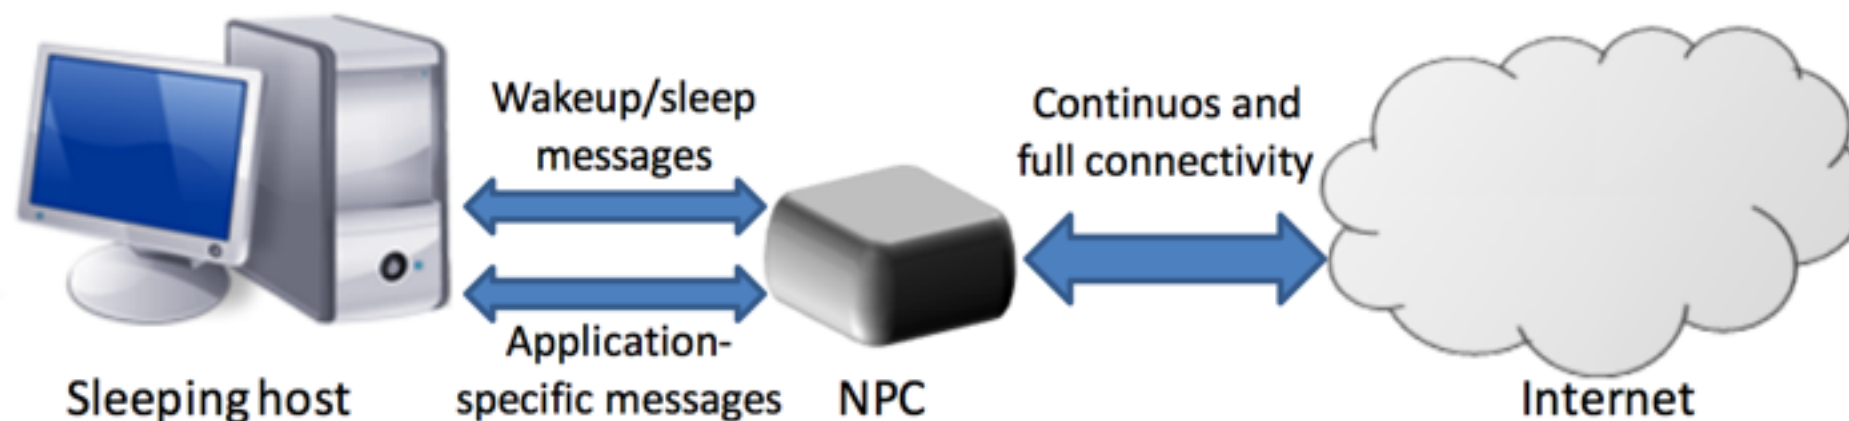 Wakeup/sleep
messages
Continuos and
full connectivity
Application-
specific messages
Sleeping host
NPC
Internet